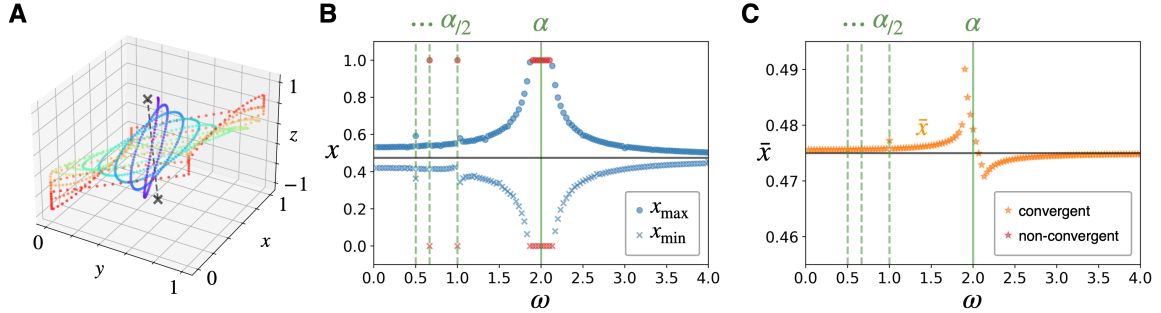 A
1
z
−1
1
x
0
0
y
1
B
... α/2 α
1.0
0.8
0.6
x
0.4
0.2
0.0
x_max
x_min
0.0 0.5 1.0 1.5 2.0 2.5 3.0 3.5 4.0
ω
C
... α/2 α
0.49
0.48
x̄
x̄
0.47
0.46
convergent
non-convergent
0.0 0.5 1.0 1.5 2.0 2.5 3.0 3.5 4.0
ω